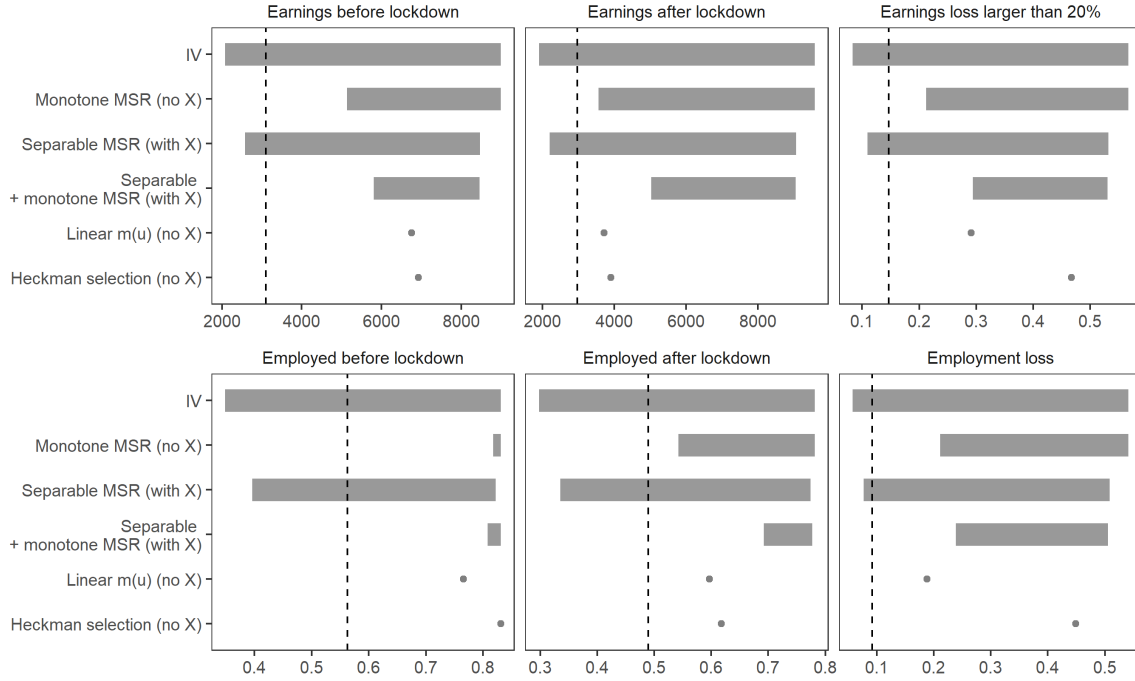 Earnings before lockdown
Earnings after lockdown
Earnings loss larger than 20%
IV
Monotone MSR (no X)
Separable MSR (with X)
Separable
+ monotone MSR (with X)
Linear m(u) (no X)
Heckman selection (no X)
2000 4000 6000 8000
2000 4000 6000 8000
0.1 0.2 0.3 0.4 0.5
Employed before lockdown
Employed after lockdown
Employment loss
IV
Monotone MSR (no X)
Separable MSR (with X)
Separable
+ monotone MSR (with X)
Linear m(u) (no X)
Heckman selection (no X)
0.4 0.5 0.6 0.7 0.8
0.3 0.4 0.5 0.6 0.7 0.8
0.1 0.2 0.3 0.4 0.5